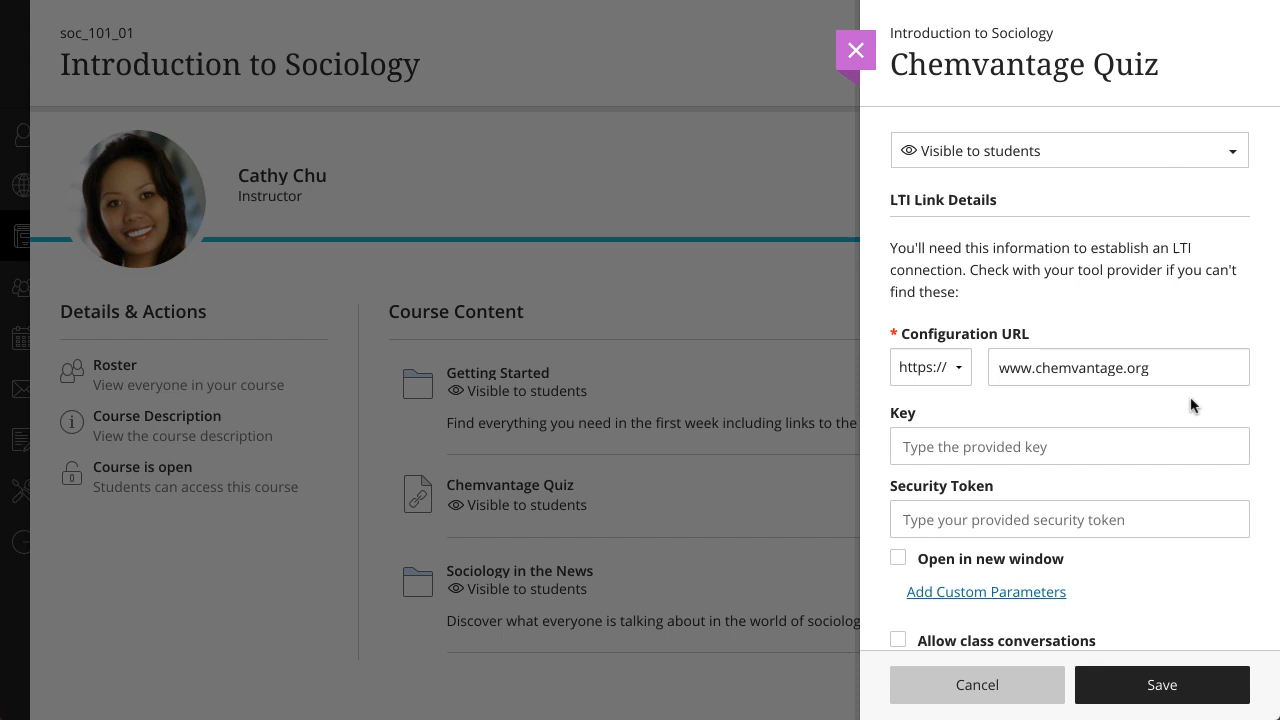 soc_101_01
Introduction to Sociology
Cathy Chu
Instructor
Details & Actions
Roster
View everyone in your course
Course Description
View the course description
Course is open
Students can access this course
Course Content
Getting Started
Visible to students
Find everything you need in the first week including links to the
Chemvantage Quiz
Visible to students
Sociology in the News
Visible to students
Discover what everyone is talking about in the world of sociolog
Introduction to Sociology
Chemvantage Quiz
Visible to students
LTI Link Details
You'll need this information to establish an LTI
connection. Check with your tool provider if you can't
find these:
* Configuration URL
https:// www.chemvantage.org
Key
Type the provided key
Security Token
Type your provided security token
Open in new window
Add Custom Parameters
Allow class conversations
Cancel Save